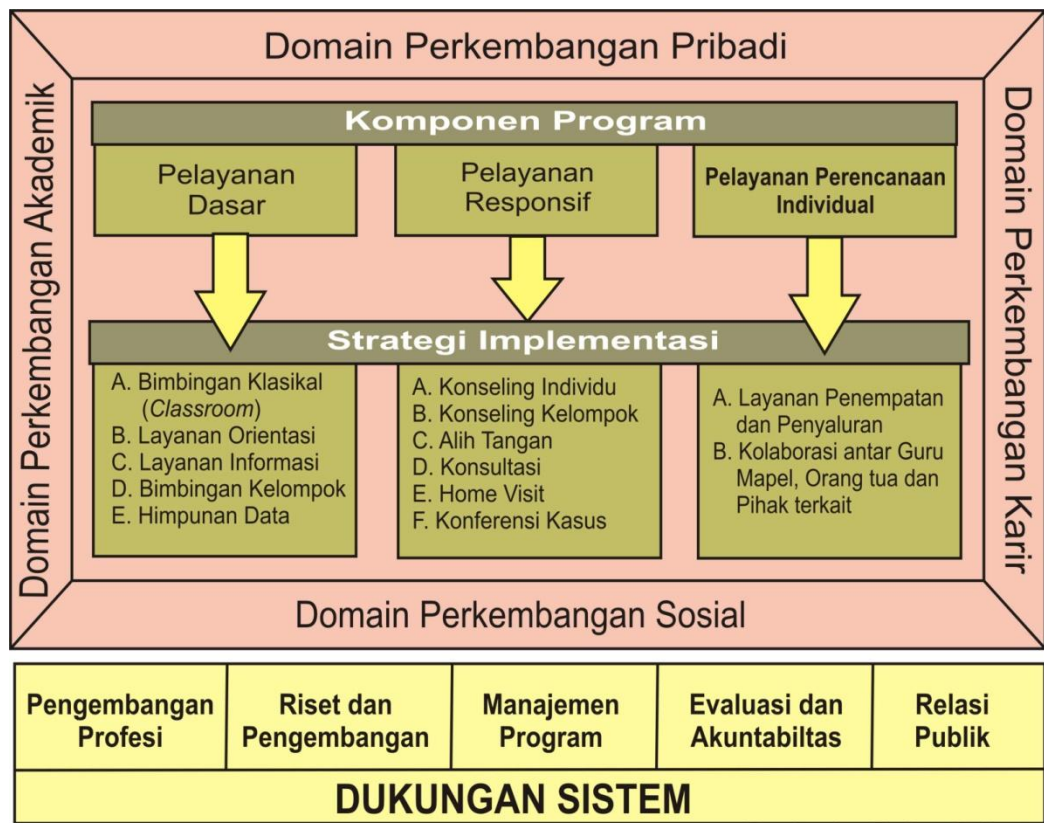 Domain Perkembangan Pribadi
Domain Perkembangan Akademik
Domain Perkembangan Karir
Komponen Program
Pelayanan
Dasar
Pelayanan
Responsif
Pelayanan Perencanaan
Individual
Strategi Implementasi
A. Bimbingan Klasikal
(Classroom)
B. Layanan Orientasi
C. Layanan Informasi
D. Bimbingan Kelompok
E. Himpunan Data
A. Konseling Individu
B. Konseling Kelompok
C. Alih Tangan
D. Konsultasi
E. Home Visit
F. Konferensi Kasus
A. Layanan Penempatan
dan Penyaluran
B. Kolaborasi antar Guru
Mapel, Orang tua dan
Pihak terkait
Domain Perkembangan Sosial
Pengembangan
Profesi
Riset dan
Pengembangan
Manajemen
Program
Evaluasi dan
Akuntabiltas
Relasi
Publik
DUKUNGAN SISTEM